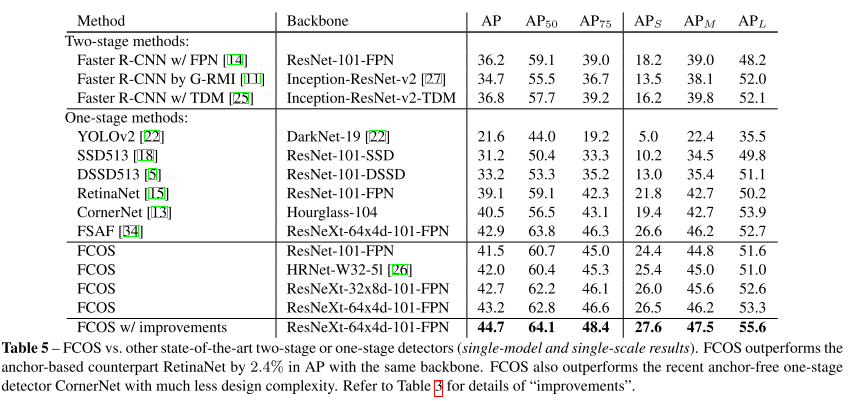 Method Backbone AP AP50 AP75 APS APM APL
Two-stage methods:
Faster R-CNN w/ FPN [14] ResNet-101-FPN 36.2 59.1 39.0 18.2 39.0 48.2
Faster R-CNN by G-RMI [11] Inception-ResNet-v2 [27] 34.7 55.5 36.7 13.5 38.1 52.0
Faster R-CNN w/ TDM [25] Inception-ResNet-v2-TDM 36.8 57.7 39.2 16.2 39.8 52.1
One-stage methods:
YOLOv2 [22] DarkNet-19 [22] 21.6 44.0 19.2 5.0 22.4 35.5
SSD513 [18] ResNet-101-SSD 31.2 50.4 33.3 10.2 34.5 49.8
DSSD513 [5] ResNet-101-DSSD 33.2 53.3 35.2 13.0 35.4 51.1
RetinaNet [15] ResNet-101-FPN 39.1 59.1 42.3 21.8 42.7 50.2
CornerNet [13] Hourglass-104 40.5 56.5 43.1 19.4 42.7 53.9
FSAF [34] ResNeXt-64x4d-101-FPN 42.9 63.8 46.3 26.6 46.2 52.7
FCOS ResNet-101-FPN 41.5 60.7 45.0 24.4 44.8 51.6
FCOS HRNet-W32-5l [26] 42.0 60.4 45.3 25.4 45.0 51.0
FCOS ResNeXt-32x8d-101-FPN 42.7 62.2 46.1 26.0 45.6 52.6
FCOS ResNeXt-64x4d-101-FPN 43.2 62.8 46.6 26.5 46.2 53.3
FCOS w/ improvements ResNeXt-64x4d-101-FPN 44.7 64.1 48.4 27.6 47.5 55.6
Table 5 – FCOS vs. other state-of-the-art two-stage or one-stage detectors (single-model and single-scale results). FCOS outperforms the
anchor-based counterpart RetinaNet by 2.4% in AP with the same backbone. FCOS also outperforms the recent anchor-free one-stage
detector CornerNet with much less design complexity. Refer to Table 3 for details of “improvements”.